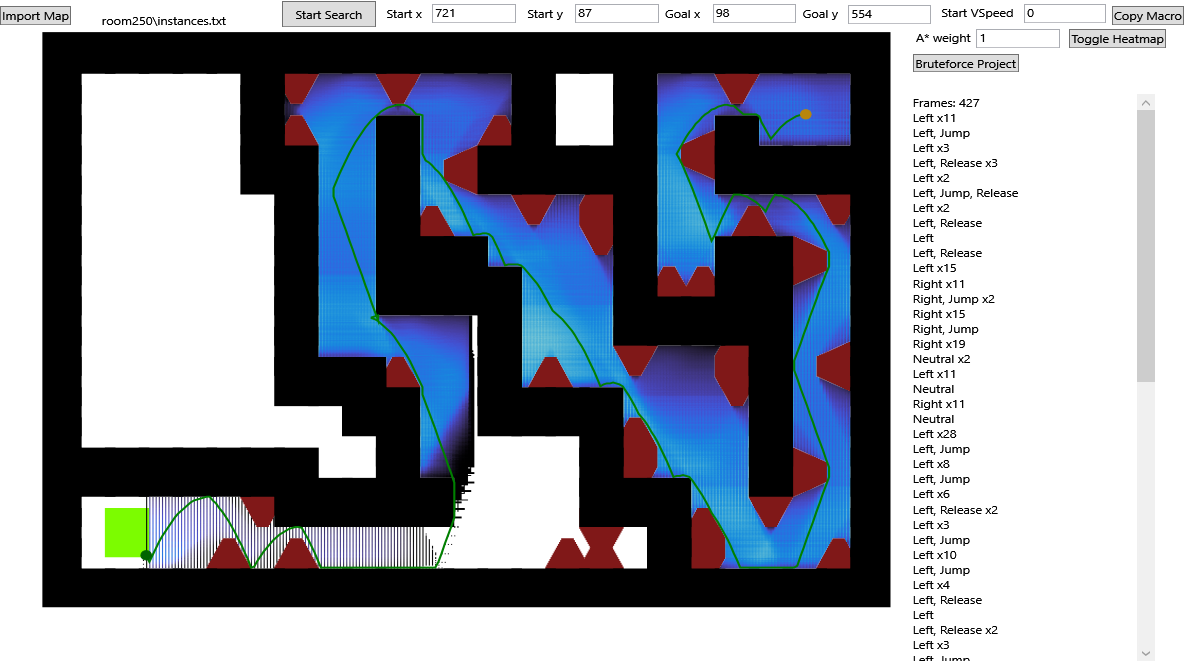 Import Map
room250\instances.txt
Start Search
Start x 721
Start y 87
Goal x 98
Goal y 554
Start VSpeed 0
Copy Macro
A* weight 1
Toggle Heatmap
Bruteforce Project
Frames: 427
Left x11
Left, Jump
Left x3
Left, Release x3
Left x2
Left, Jump, Release
Left x2
Left, Release
Left
Left, Release
Left x15
Right x11
Right, Jump x2
Right x15
Right, Jump
Right x19
Neutral x2
Left x11
Neutral
Right x11
Neutral
Left x28
Left, Jump
Left x8
Left, Jump
Left x6
Left, Release x2
Left x3
Left, Jump
Left x10
Left, Jump
Left x4
Left, Release
Left
Left, Release x2
Left x3
Left, Jump